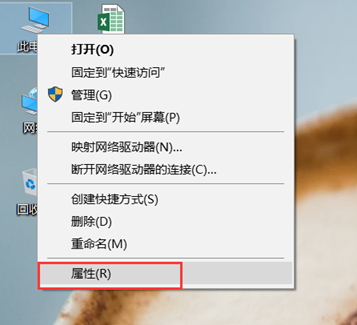 此电
网
回收
打开(O)
固定到"快速访问"
管理(G)
固定到"开始"屏幕(P)
映射网络驱动器(N)...
断开网络驱动器的连接(C)...
创建快捷方式(S)
删除(D)
重命名(M)
属性(R)